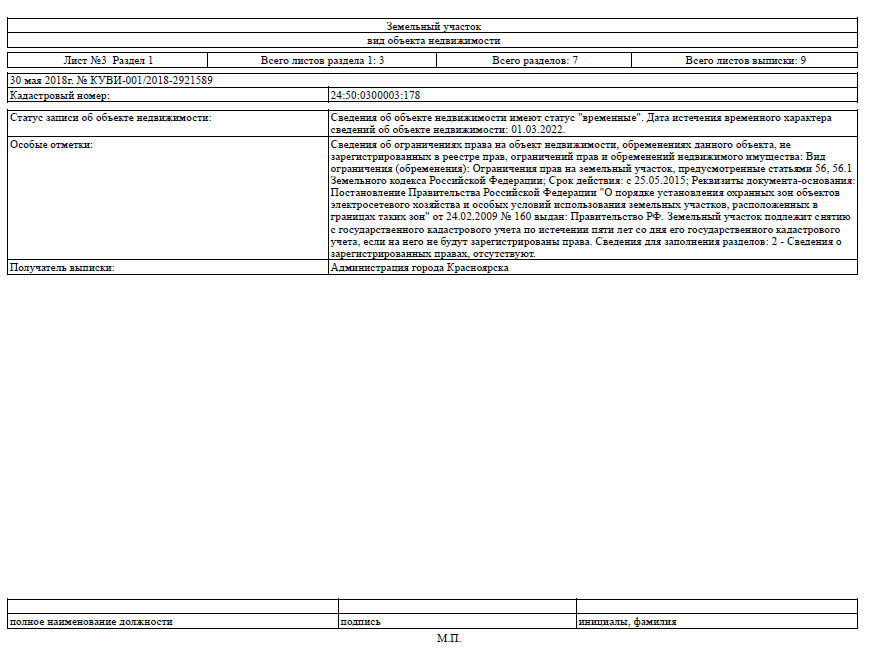 Земельный участок
вид объекта недвижимости
Лист №3 Раздел 1 Всего листов раздела 1: 3 Всего разделов: 7 Всего листов выписки: 9
30 мая 2018г. № КУВИ-001/2018-2921589
Кадастровый номер: 24:50:0300003:178
Статус записи об объекте недвижимости: Сведения об объекте недвижимости имеют статус "временные". Дата истечения временного характера
сведений об объекте недвижимости: 01.03.2022.
Особые отметки: Сведения об ограничениях права на объект недвижимости, обременениях данного объекта, не
зарегистрированных в реестре прав, ограничений прав и обременений недвижимого имущества: Вид
ограничения (обременения): Ограничения прав на земельный участок, предусмотренные статьями 56, 56.1
Земельного кодекса Российской Федерации; Срок действия: с 25.05.2015; Реквизиты документа-основания:
Постановление Правительства Российской Федерации "О порядке установления охранных зон объектов
электросетевого хозяйства и особых условий использования земельных участков, расположенных в
границах таких зон" от 24.02.2009 № 160 выдан: Правительство РФ. Земельный участок подлежит снятию
с государственного кадастрового учета по истечении пяти лет со дня его государственного кадастрового
учета, если на него не будут зарегистрированы права. Сведения для заполнения разделов: 2 - Сведения о
зарегистрированных правах, отсутствуют.
Получатель выписки: Администрация города Красноярска
полное наименование должности подпись инициалы, фамилия
М.П.